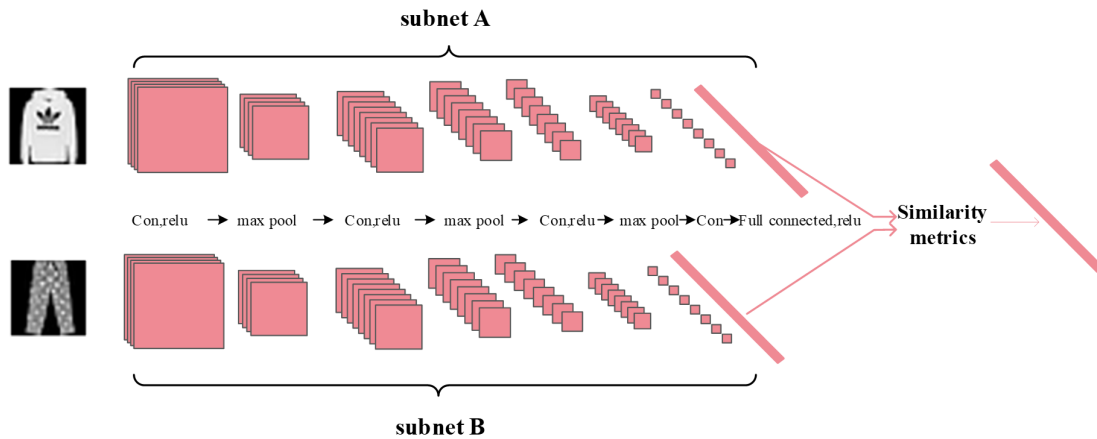 subnet A
Con,relu max pool Con,relu max pool Con,relu max pool Con Full connected,relu
Similarity
metrics
subnet B